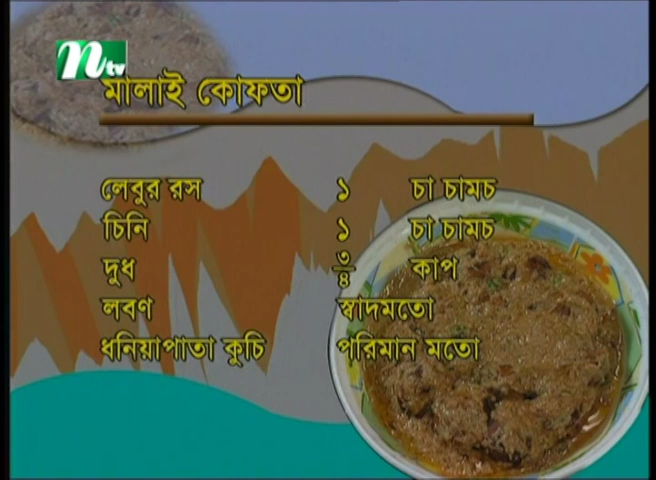 ntv
মালাই কোফতা
লেবুর রস ১ চা চামচ
চিনি ১ চা চামচ
দুধ ৩/৪ কাপ
লবণ স্বাদমতো
ধনিয়াপাতা কুচি পরিমান মতো